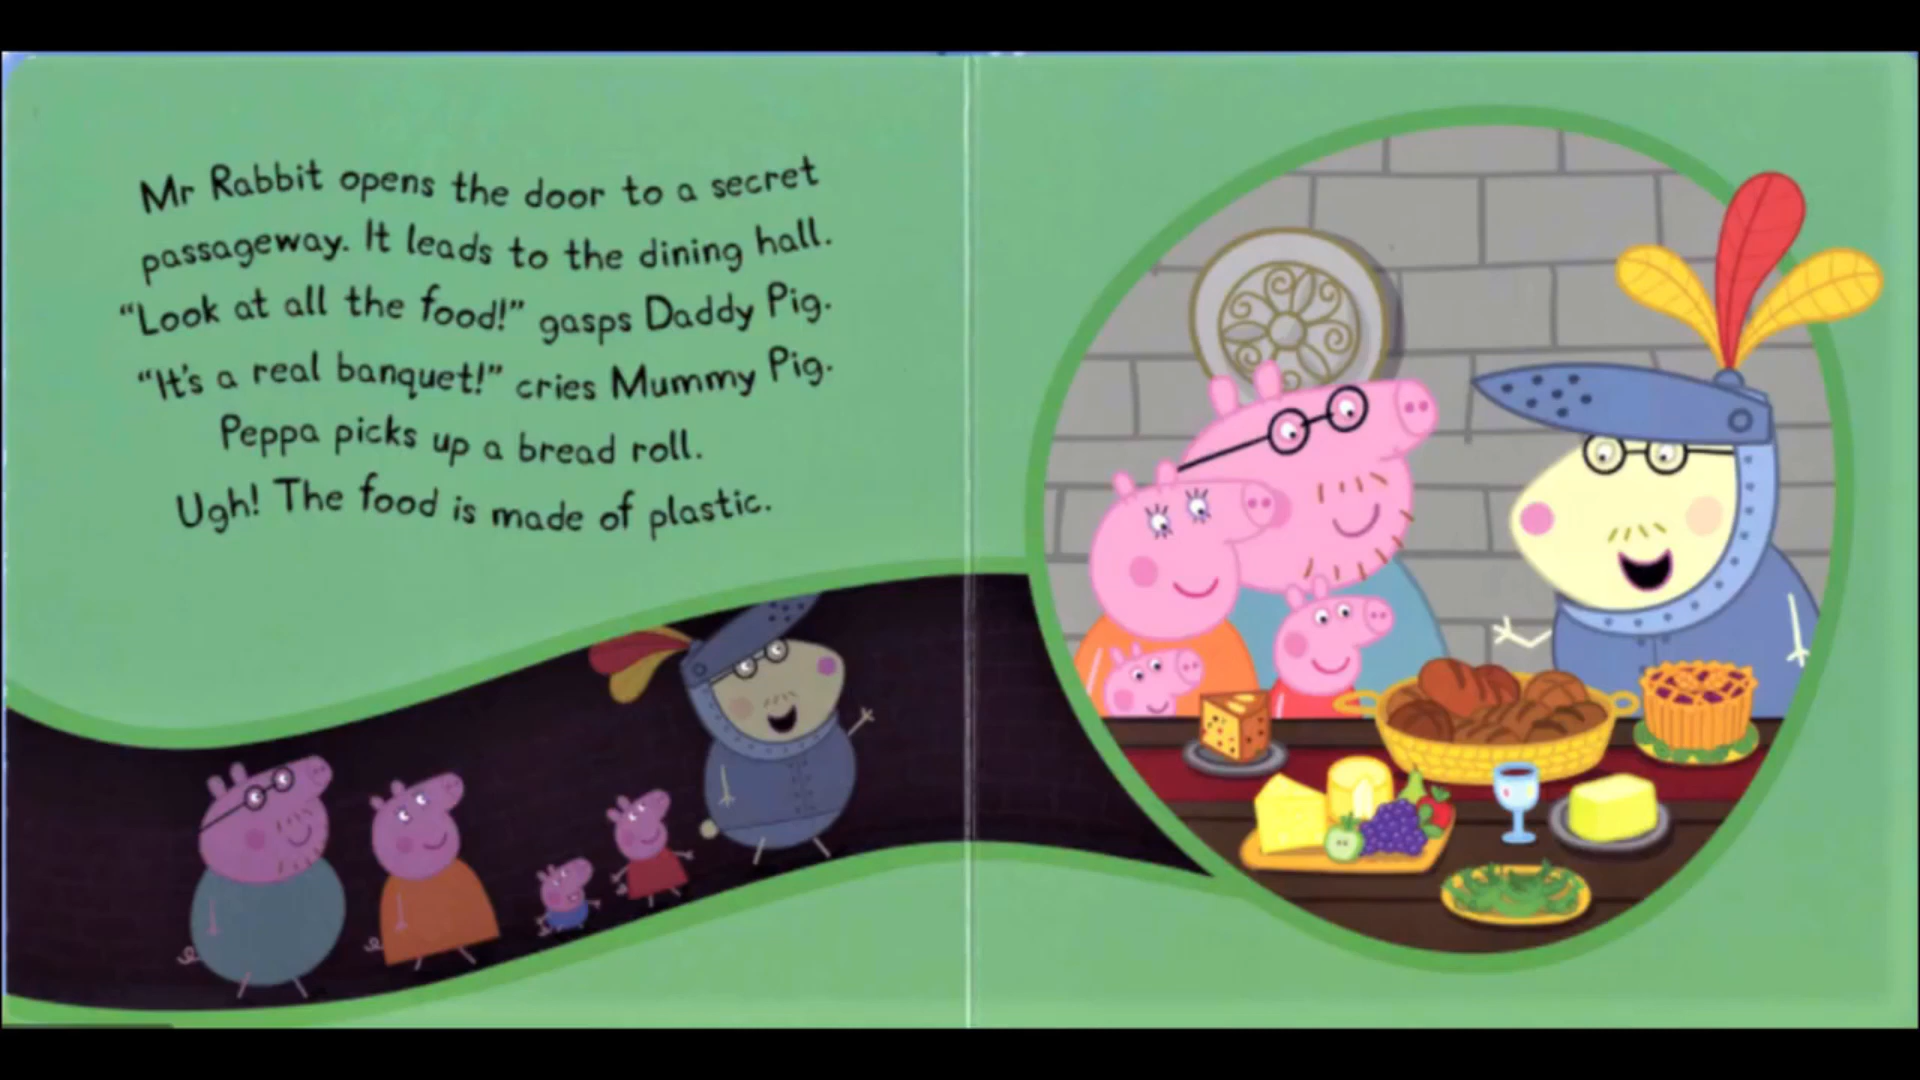 Mr Rabbit opens the door to a secret
passageway. It leads to the dining hall.
“Look at all the food!” gasps Daddy Pig.
“It's a real banquet!” cries Mummy Pig.
Peppa picks up a bread roll.
Ugh! The food is made of plastic.